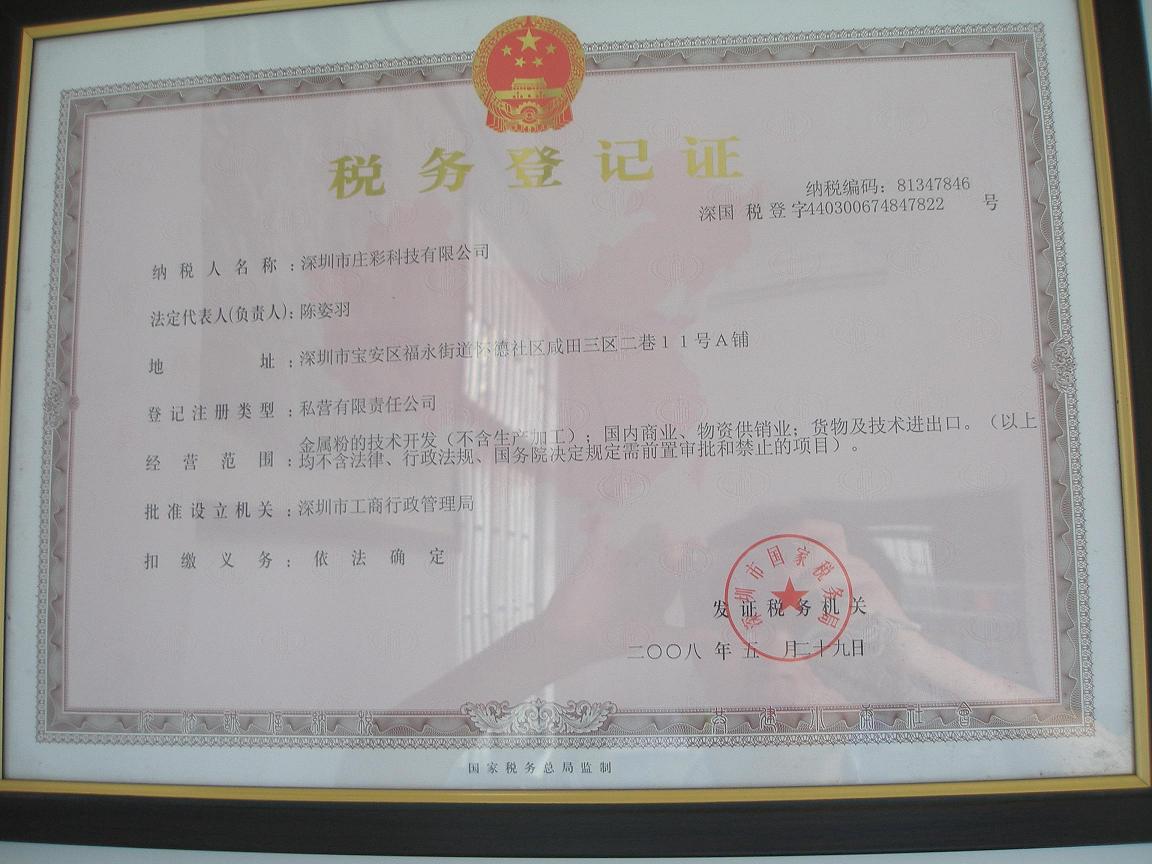 税务登记证
纳税编码：81347846
深国 税 登 字440300674847822 号
纳税人名称：深圳市庄彩科技有限公司
法定代表人(负责人)：陈姿羽
地 址：深圳市宝安区福永街道怀德社区咸田三区二巷１１号Ａ铺
登记注册类型：私营有限责任公司
金属粉的技术开发（不含生产加工）；国内商业、物资供销业；货物及技术进出口。（以上
经营范围：均不含法律、行政法规、国务院决定规定需前置审批和禁止的项目）。
批准设立机关：深圳市工商行政管理局
扣缴义务：依法确定
深圳市国家税务局
发证税务机关
二〇〇八 年 五 月二十九日
共建和谐社会
国家税务总局监制